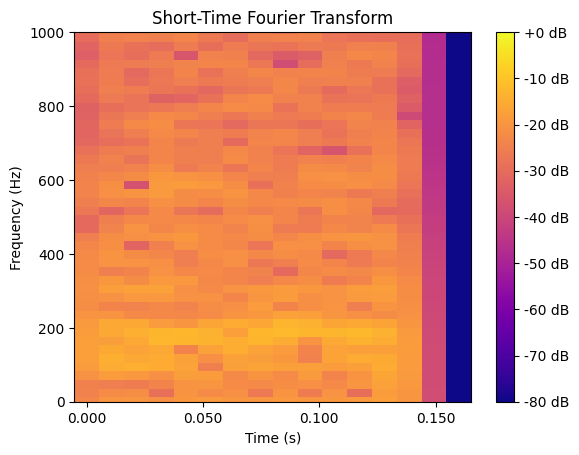 Short-Time Fourier Transform
1000
800
600
400
200
0
Frequency (Hz)
0.000
0.050
0.100
0.150
Time (s)
+0 dB
-10 dB
-20 dB
-30 dB
-40 dB
-50 dB
-60 dB
-70 dB
-80 dB